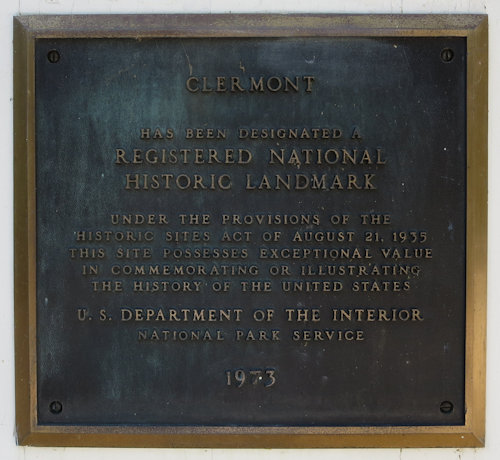 CLERMONT
HAS BEEN DESIGNATED A
REGISTERED NATIONAL
HISTORIC LANDMARK
UNDER THE PROVISIONS OF THE
HISTORIC SITES ACT OF AUGUST 21, 1935
THIS SITE POSSESSES EXCEPTIONAL VALUE
IN COMMEMORATING OR ILLUSTRATING
THE HISTORY OF THE UNITED STATES
U. S. DEPARTMENT OF THE INTERIOR
NATIONAL PARK SERVICE
1973